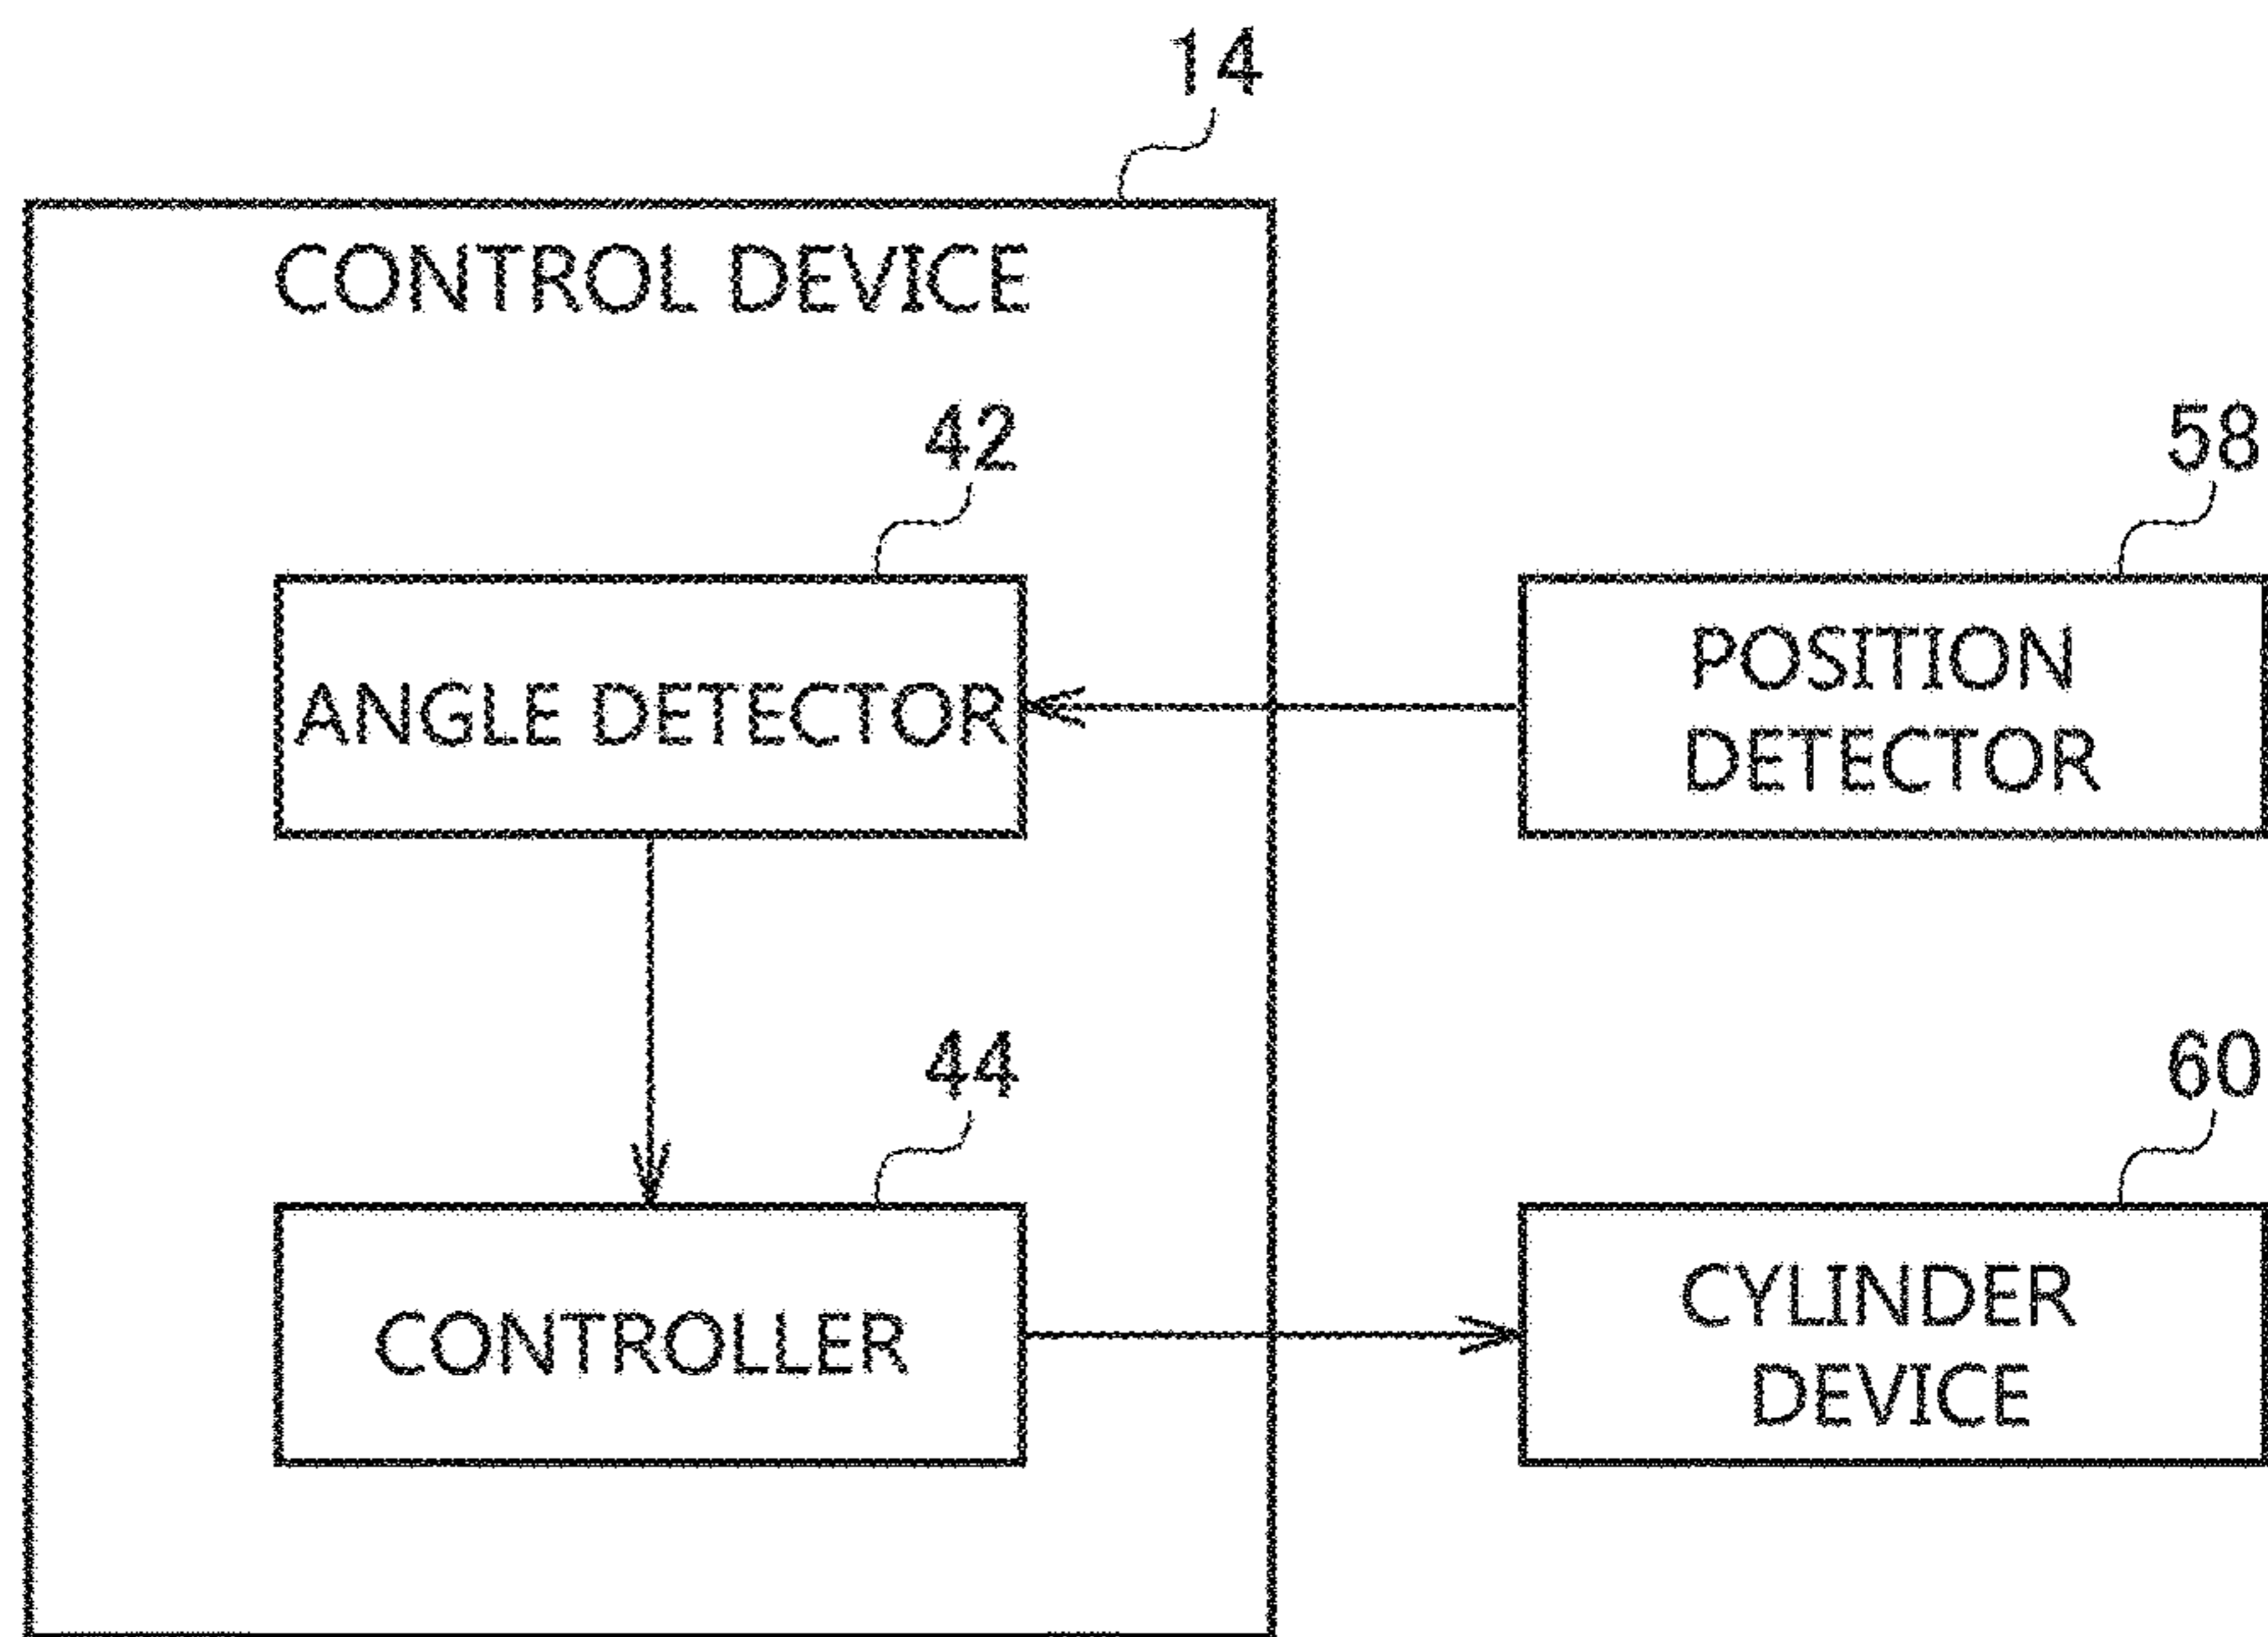 14
CONTROL DEVICE
42
58
ANGLE DETECTOR
POSITION
DETECTOR
44
60
CONTROLLER
CYLINDER
DEVICE